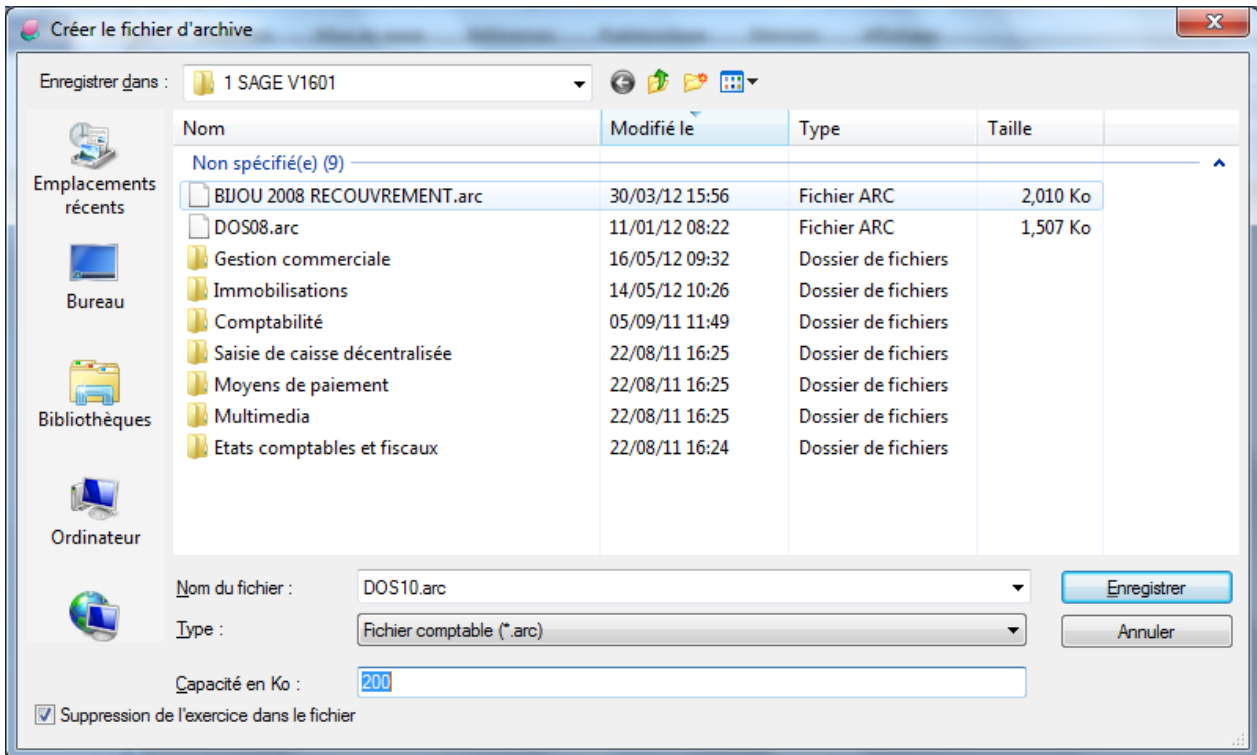 Créer le fichier d'archive
Enregistrer dans : 1 SAGE V1601
Nom Modifié le Type Taille
Non spécifié(e) (9)
BIJOU 2008 RECOUVREMENT.arc 30/03/12 15:56 Fichier ARC 2,010 Ko
DOS08.arc 11/01/12 08:22 Fichier ARC 1,507 Ko
Gestion commerciale 16/05/12 09:32 Dossier de fichiers
Immobilisations 14/05/12 10:26 Dossier de fichiers
Comptabilité 05/09/11 11:49 Dossier de fichiers
Saisie de caisse décentralisée 22/08/11 16:25 Dossier de fichiers
Moyens de paiement 22/08/11 16:25 Dossier de fichiers
Multimedia 22/08/11 16:25 Dossier de fichiers
Etats comptables et fiscaux 22/08/11 16:24 Dossier de fichiers
Emplacements
récents
Bureau
Bibliothèques
Ordinateur
Nom du fichier : DOS10.arc Enregistrer
Type : Fichier comptable (*.arc) Annuler
Capacité en Ko : 200
Suppression de l'exercice dans le fichier